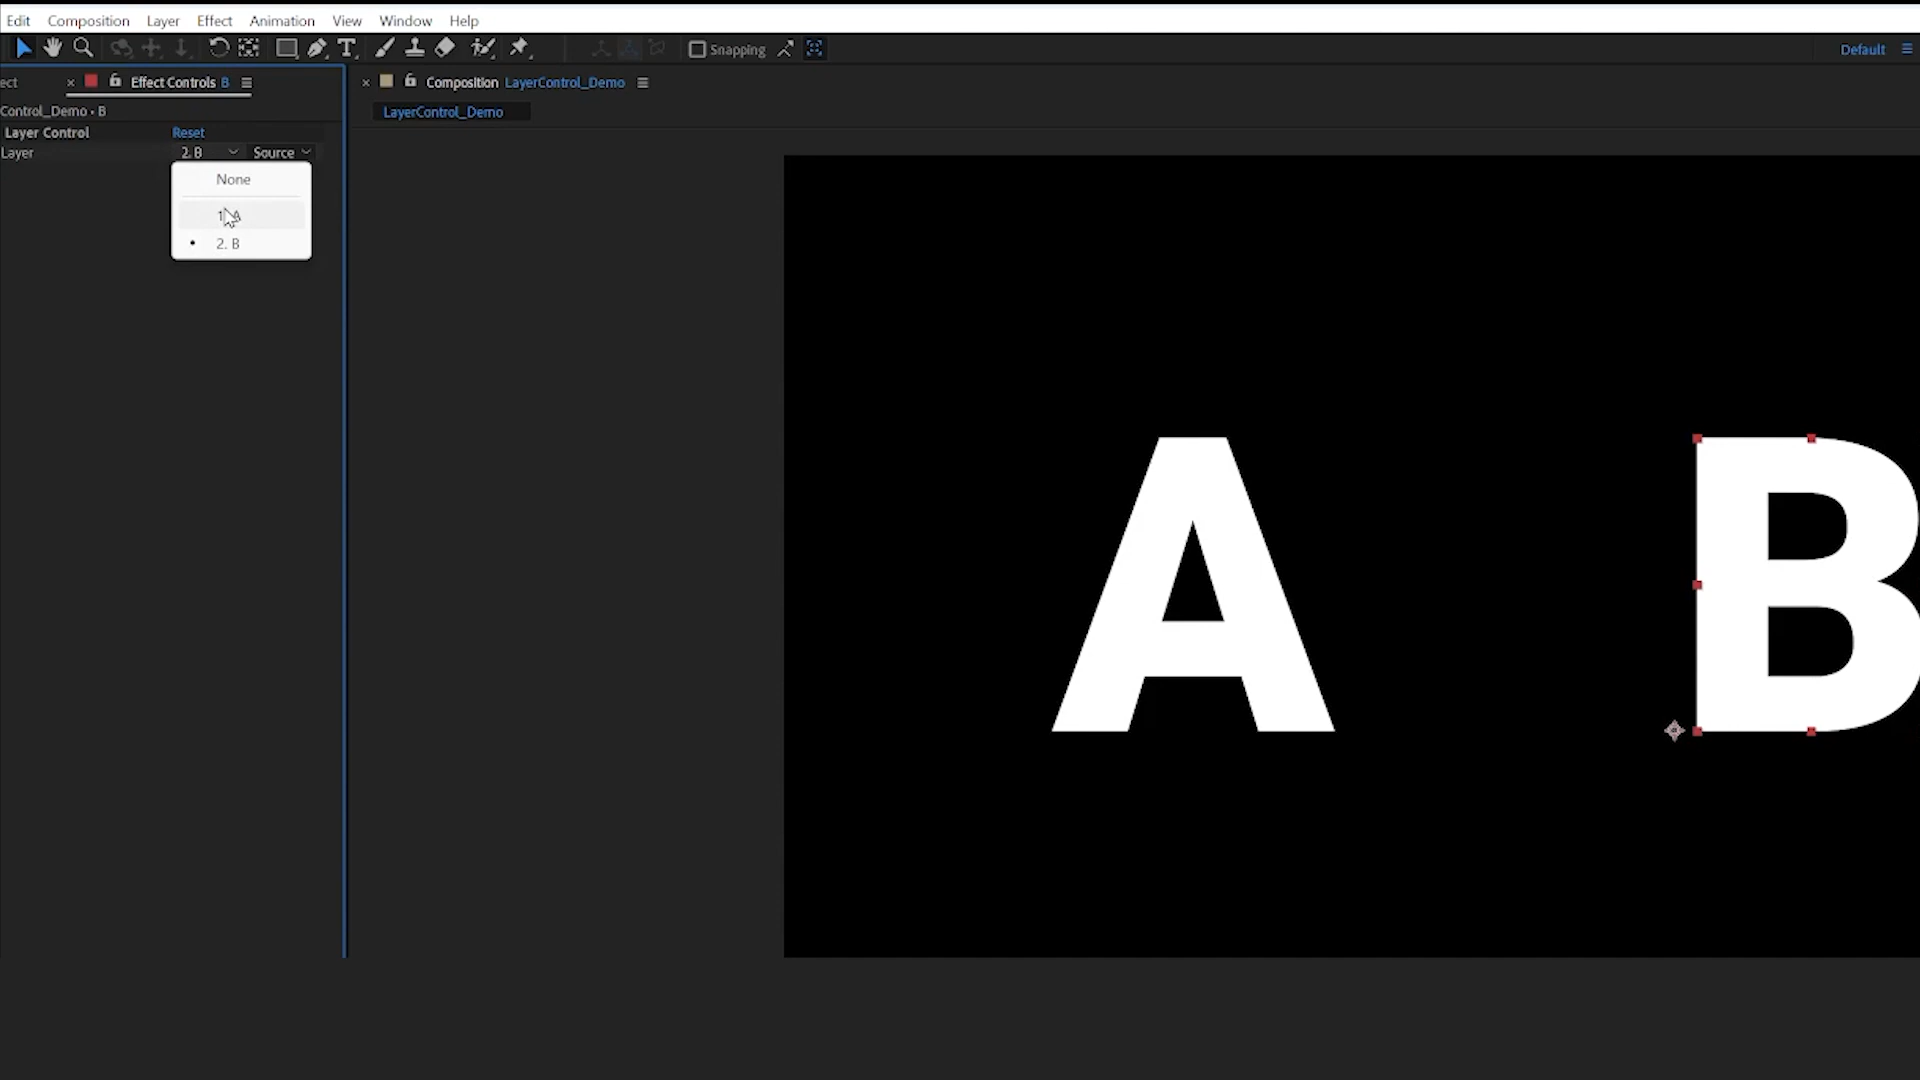 Edit Composition Layer Effect Animation View Window Help
Snapping Default
ect Effect Controls B Composition LayerControl_Demo
Control_Demo • B LayerControl_Demo
Layer Control Reset
Layer 2. B Source
None
1. A
2. B
A B